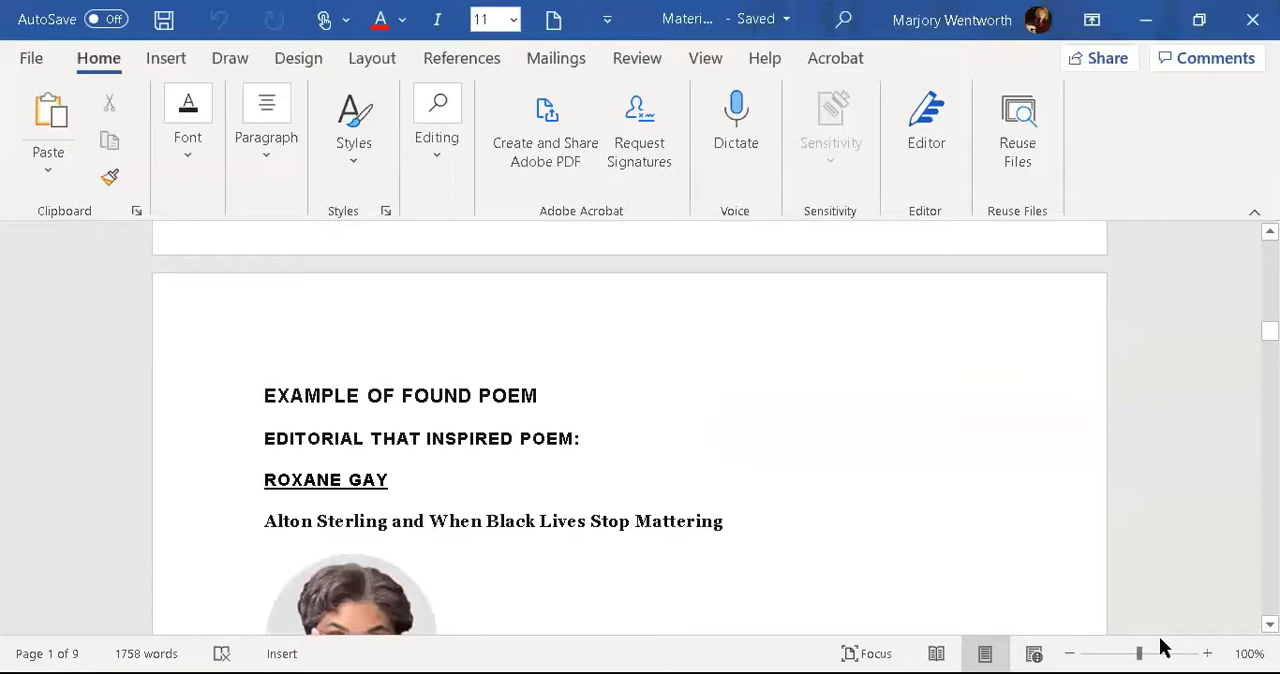 AutoSave Off 11 Materi... - Saved Marjory Wentworth
File Home Insert Draw Design Layout References Mailings Review View Help Acrobat Share Comments
Paste Font Paragraph Styles Editing Create and Share Adobe PDF Request Signatures Dictate Sensitivity Editor Reuse Files
Clipboard Styles Adobe Acrobat Voice Sensitivity Editor Reuse Files
EXAMPLE OF FOUND POEM
EDITORIAL THAT INSPIRED POEM:
ROXANE GAY
Alton Sterling and When Black Lives Stop Mattering
Page 1 of 9 1758 words Insert Focus 100%